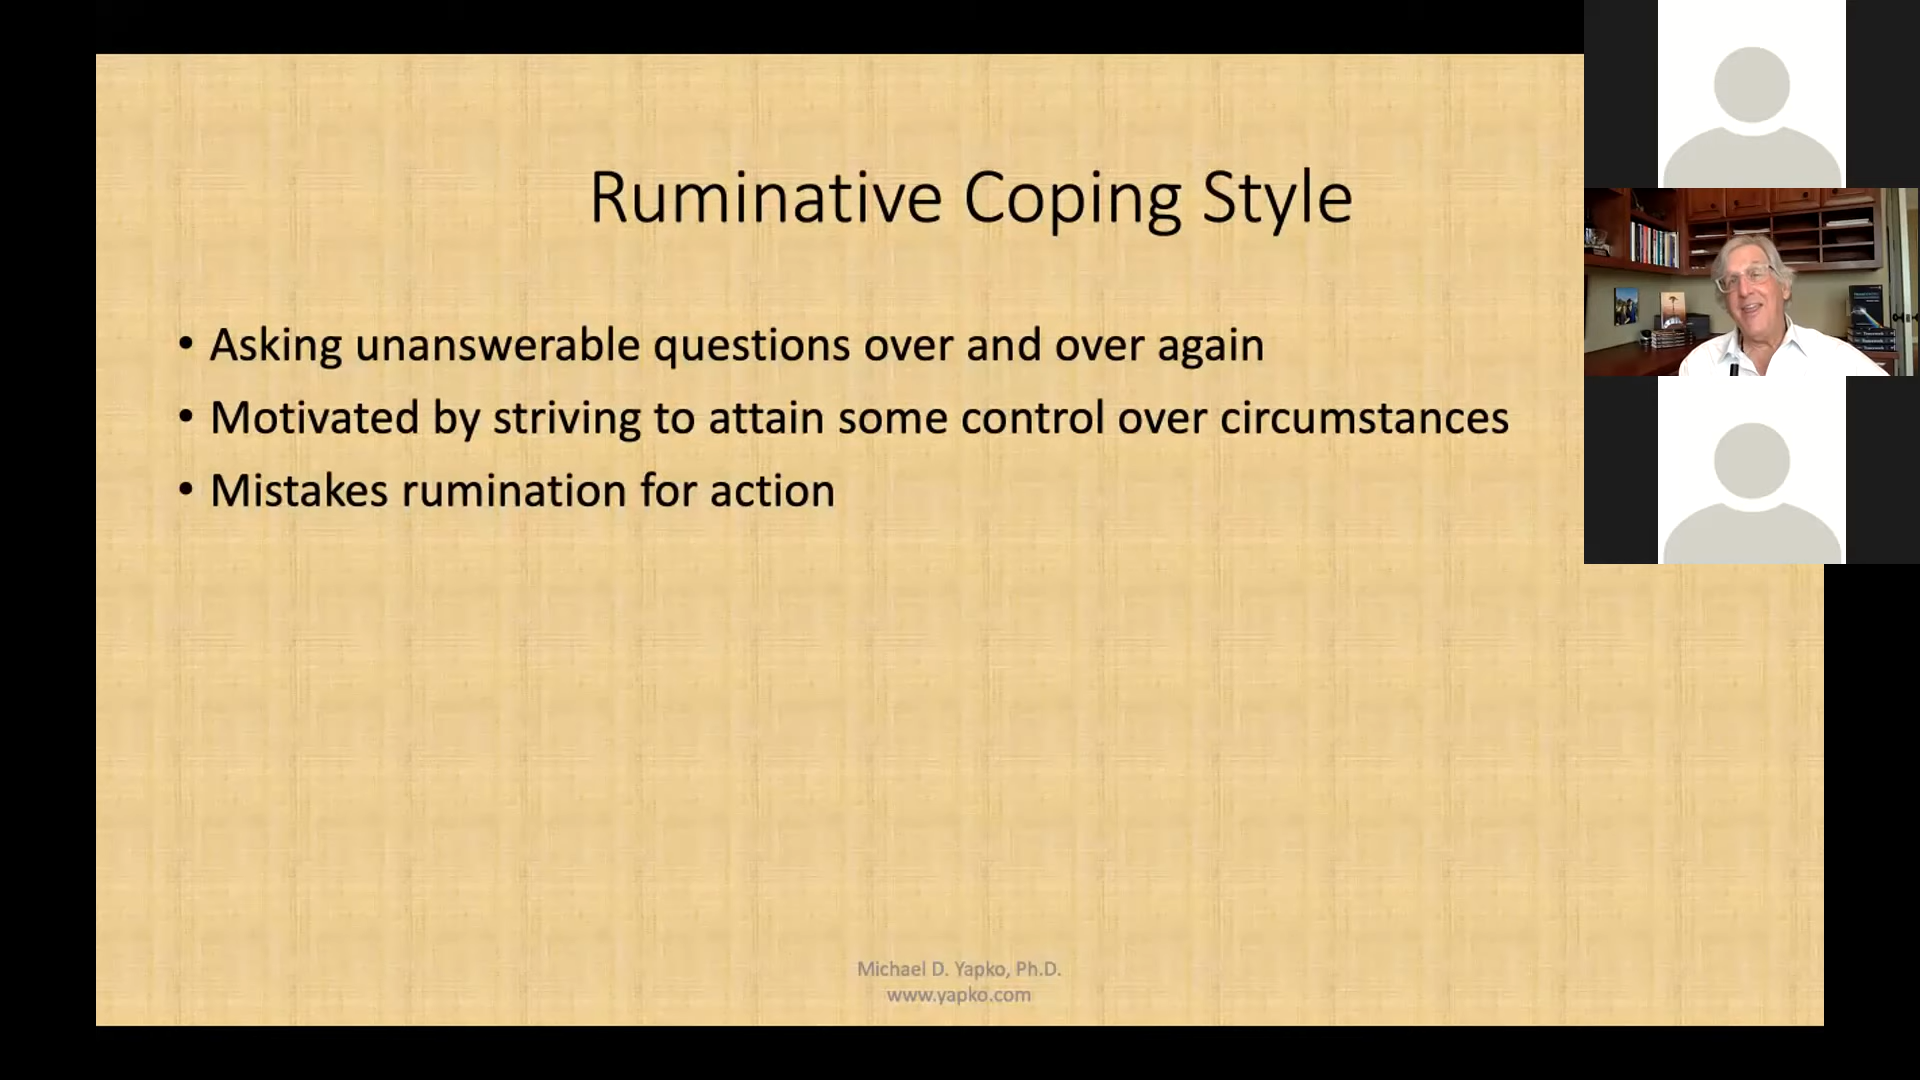 Ruminative Coping Style
• Asking unanswerable questions over and over again
• Motivated by striving to attain some control over circumstances
• Mistakes rumination for action
Michael D. Yapko, Ph.D.
www.yapko.com